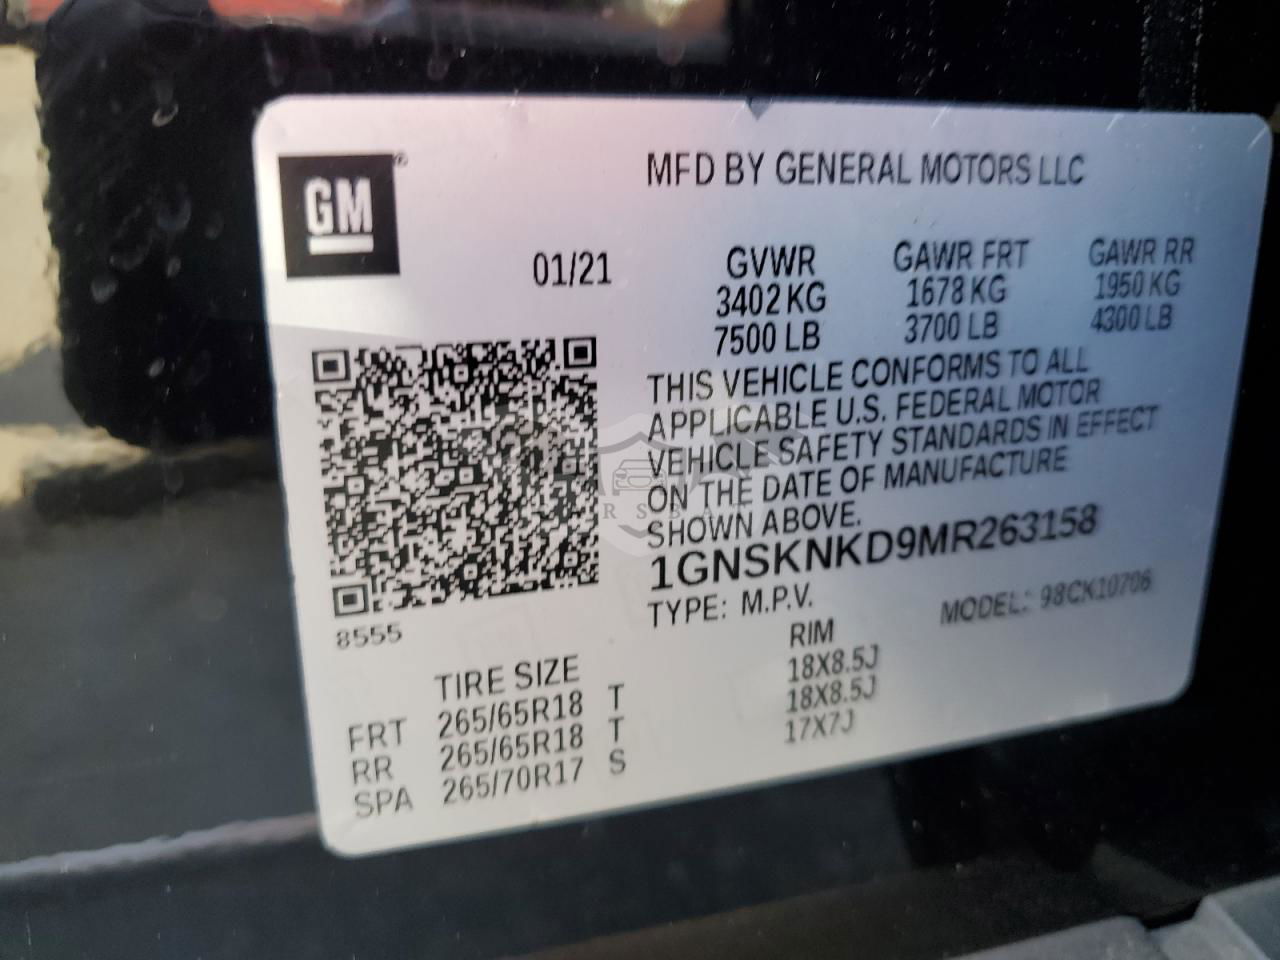 GM®
MFD BY GENERAL MOTORS LLC
01/21
GVWR GAWR FRT GAWR RR
3402 KG 1678 KG 1950 KG
7500 LB 3700 LB 4300 LB
THIS VEHICLE CONFORMS TO ALL
APPLICABLE U.S. FEDERAL MOTOR
VEHICLE SAFETY STANDARDS IN EFFECT
ON THE DATE OF MANUFACTURE
SHOWN ABOVE.
1GNSKNKD9MR263158
TYPE: M.P.V. MODEL: 98CK10706
8555
TIRE SIZE RIM
FRT 265/65R18 T 18X8.5J
RR 265/65R18 T 18X8.5J
SPA 265/70R17 S 17X7J